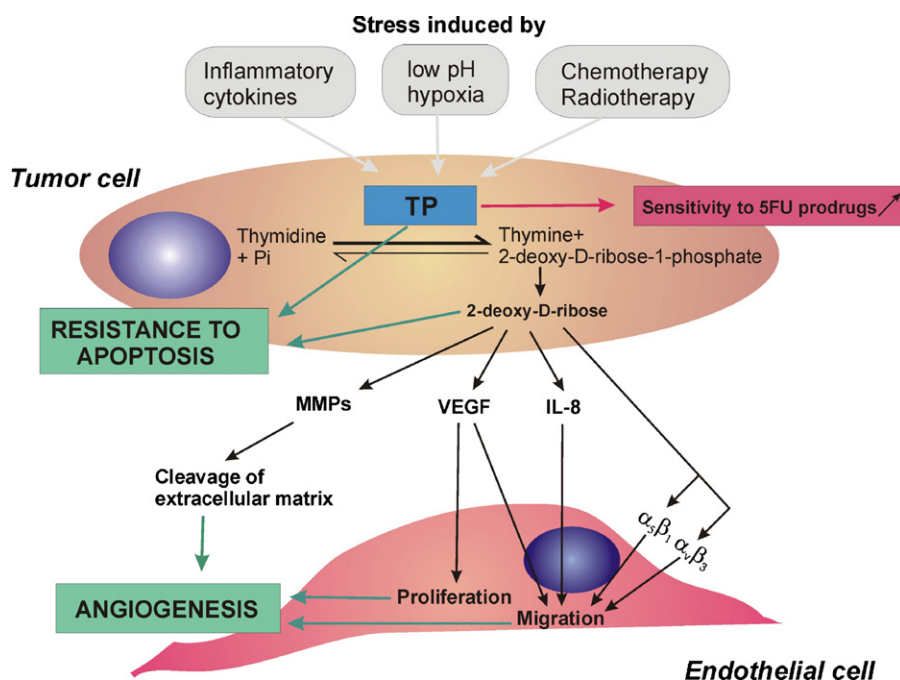 Stress induced by
Inflammatory
cytokines
low pH
hypoxia
Chemotherapy
Radiotherapy
Tumor cell
TP
Sensitivity to 5FU prodrugs
Thymidine
+ Pi
Thymine+
2-deoxy-D-ribose-1-phosphate
2-deoxy-D-ribose
RESISTANCE TO
APOPTOSIS
MMPs
VEGF
IL-8
Cleavage of
extracellular matrix
α₅β₁
αᵥβ₃
ANGIOGENESIS
Proliferation
Migration
Endothelial cell